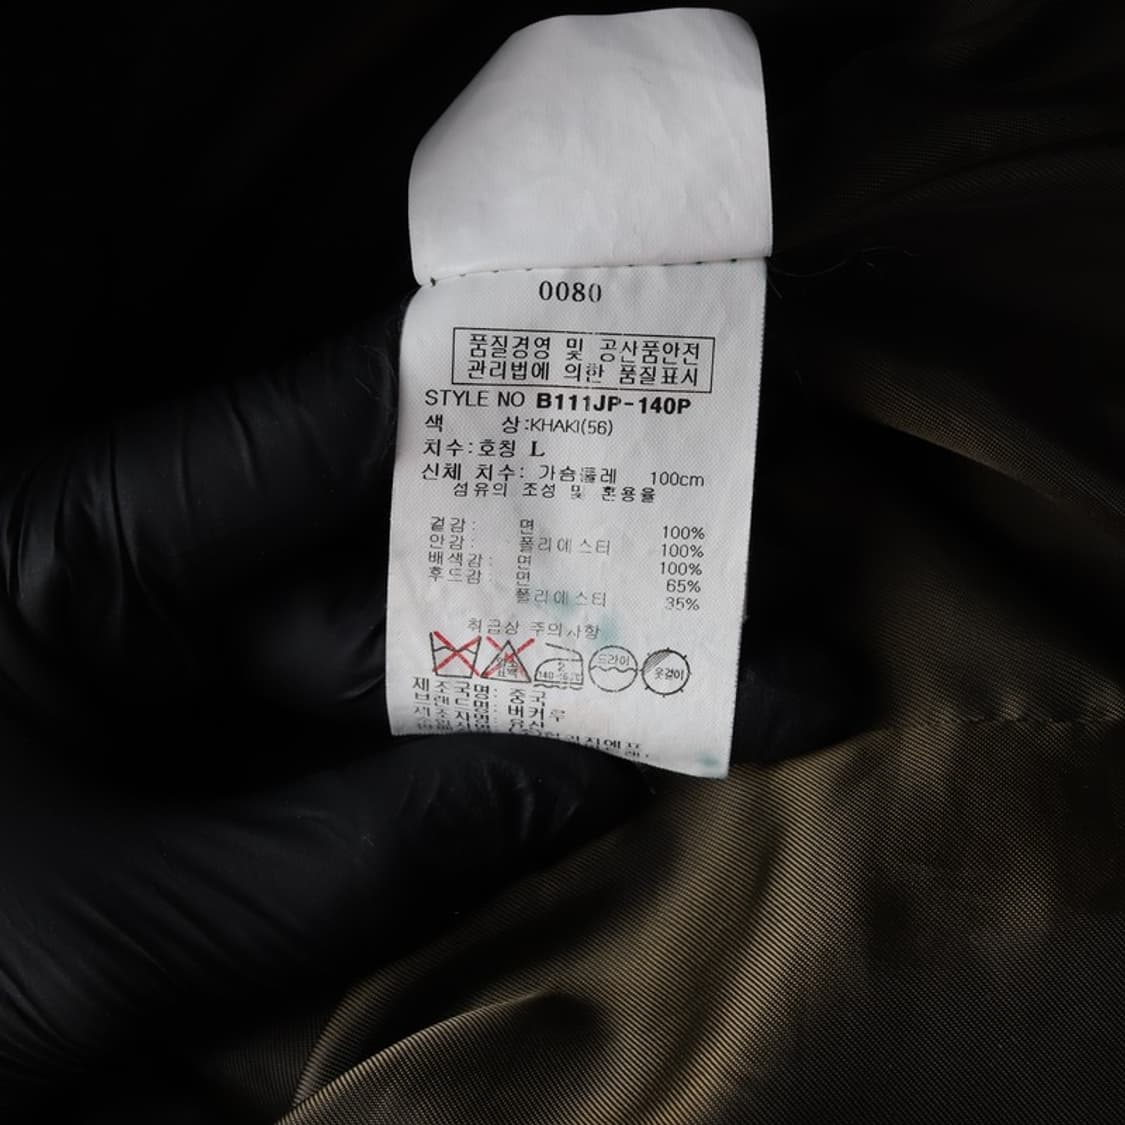 0080
품질경영 및 공산품안전
관리법에 의한 품질표시
STYLE NO B111JP-140P
색 상:KHAKI(56)
치수:호칭 L
신체 치수: 가슴둘레 100cm
섬유의 조성 및 혼용율
겉감: 면 100%
안감: 폴리에스터 100%
배색감: 면 100%
후드감: 면 65%
폴리에스터 35%
취급상 주의사항
드라이
옷걸이
제조국명: 중국
브랜드명: 버커루